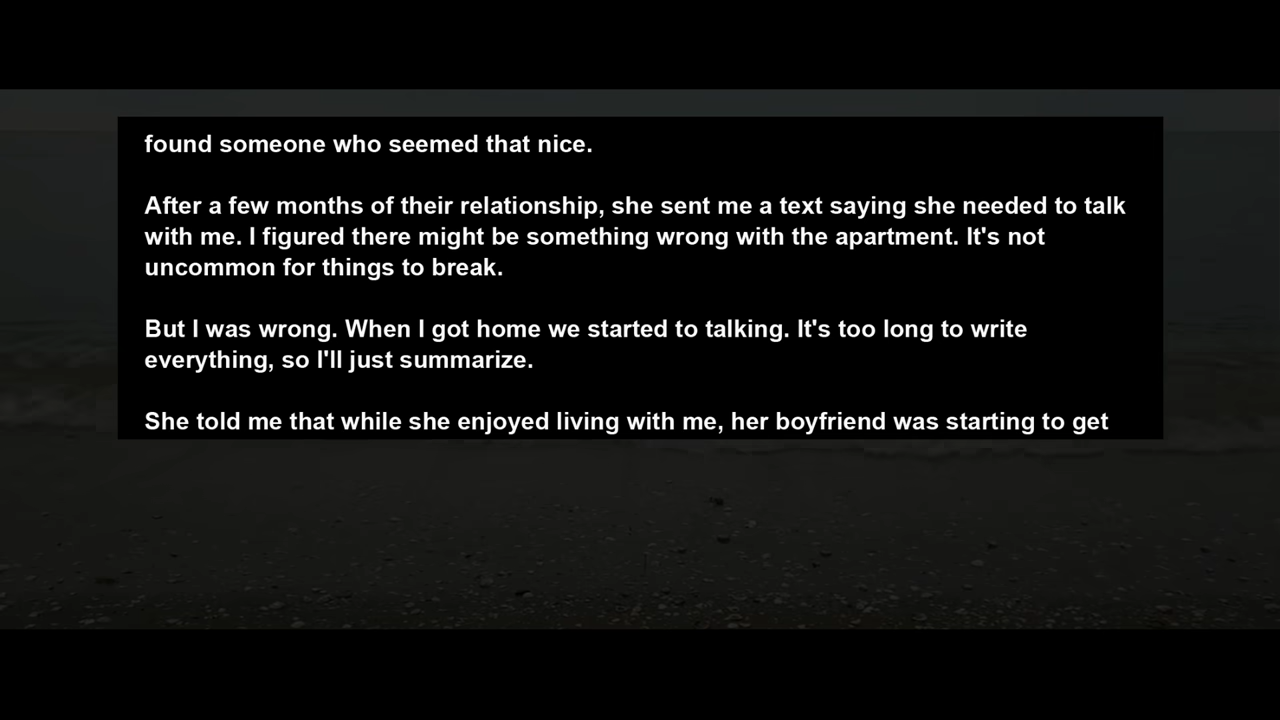 found someone who seemed that nice.
After a few months of their relationship, she sent me a text saying she needed to talk
with me. I figured there might be something wrong with the apartment. It's not
uncommon for things to break.
But I was wrong. When I got home we started to talking. It's too long to write
everything, so I'll just summarize.
She told me that while she enjoyed living with me, her boyfriend was starting to get